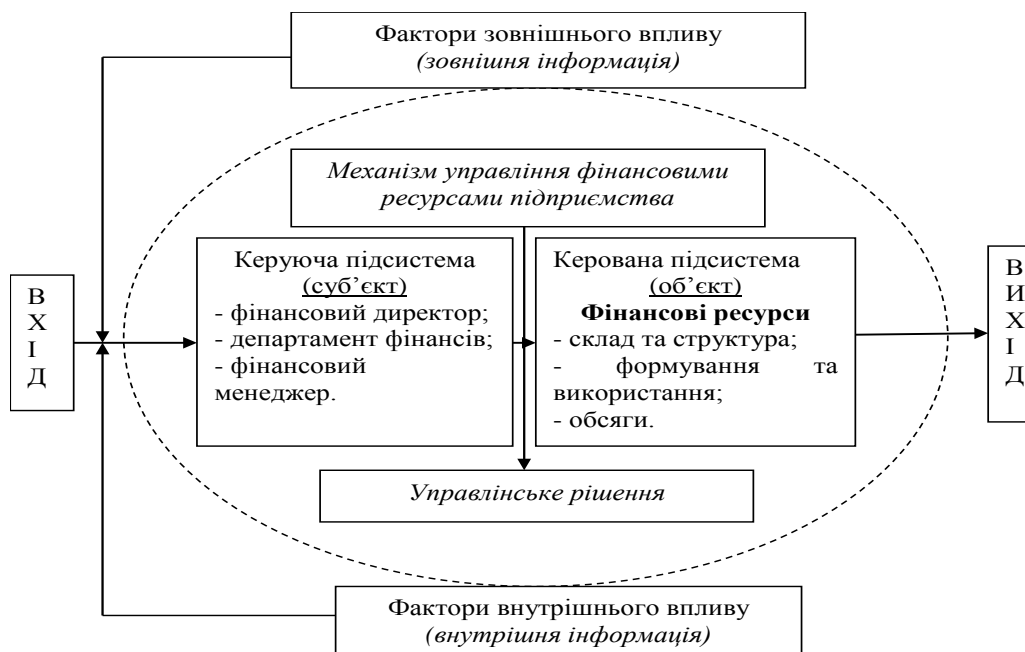 Фактори зовнішнього впливу
(зовнішня інформація)
Механізм управління фінансовими
ресурсами підприємства
В
Х
І
Д
Керуюча підсистема
(суб’єкт)
- фінансовий директор;
- департамент фінансів;
- фінансовий
менеджер.
Керована підсистема
(об’єкт)
Фінансові ресурси
- склад та структура;
- формування та
використання;
- обсяги.
В
И
Х
І
Д
Управлінське рішення
Фактори внутрішнього впливу
(внутрішня інформація)